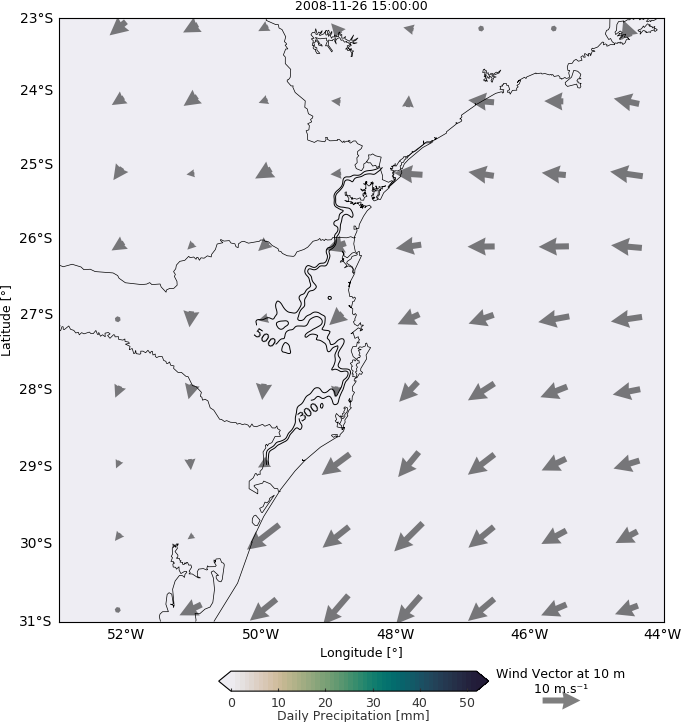 2008-11-26 15:00:00
23°S
24°S
25°S
26°S
27°S
28°S
29°S
30°S
31°S
Latitude [°]
500
300
52°W 50°W 48°W 46°W 44°W
Longitude [°]
Wind Vector at 10 m
10 m.s⁻¹
0 10 20 30 40 50
Daily Precipitation [mm]